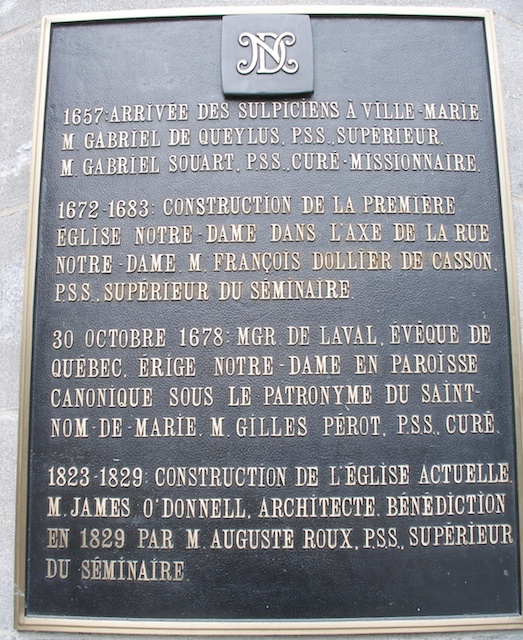 ND
1657: ARRIVÉE DES SULPICIENS À VILLE-MARIE.
M. GABRIEL DE QUEYLUS, P.S.S., SUPÉRIEUR.
M. GABRIEL SOUART, P.S.S., CURÉ-MISSIONNAIRE.
1672-1683: CONSTRUCTION DE LA PREMIÈRE
ÉGLISE NOTRE-DAME DANS L'AXE DE LA RUE
NOTRE-DAME. M. FRANÇOIS DOLLIER DE CASSON,
P.S.S., SUPÉRIEUR DU SÉMINAIRE.
30 OCTOBRE 1678: MGR DE LAVAL, ÉVÊQUE DE
QUÉBEC, ÉRIGE NOTRE-DAME EN PAROISSE
CANONIQUE SOUS LE PATRONYME DU SAINT-
NOM-DE-MARIE. M. GILLES PÉROT, P.S.S., CURÉ.
1823-1829: CONSTRUCTION DE L'ÉGLISE ACTUELLE.
M. JAMES O'DONNELL, ARCHITECTE. BÉNÉDICTION
EN 1829 PAR M. AUGUSTE ROUX, P.S.S., SUPÉRIEUR
DU SÉMINAIRE.